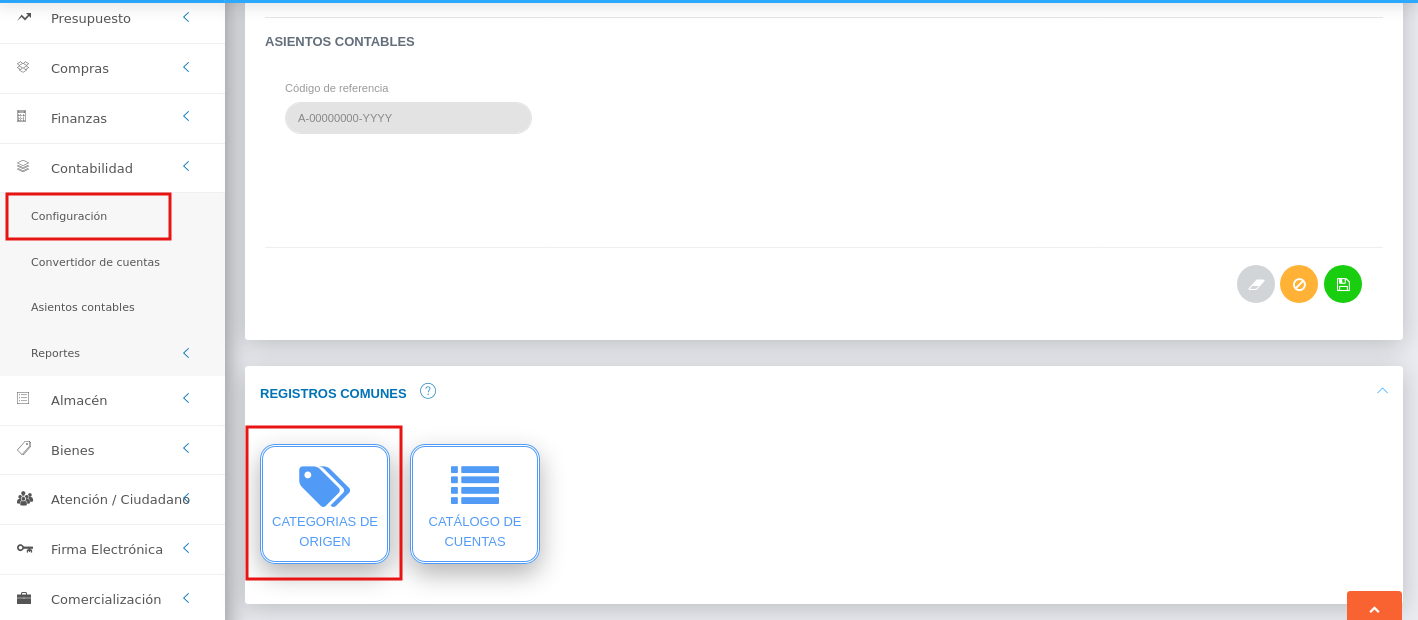 Presupuesto
Compras
Finanzas
Contabilidad
Configuración
Convertidor de cuentas
Asientos contables
Reportes
Almacén
Bienes
Atención / Ciudadano
Firma Electrónica
Comercialización
ASIENTOS CONTABLES
Código de referencia
A-00000000-YYYY
REGISTROS COMUNES ?
CATEGORIAS DE
ORIGEN
CATÁLOGO DE
CUENTAS